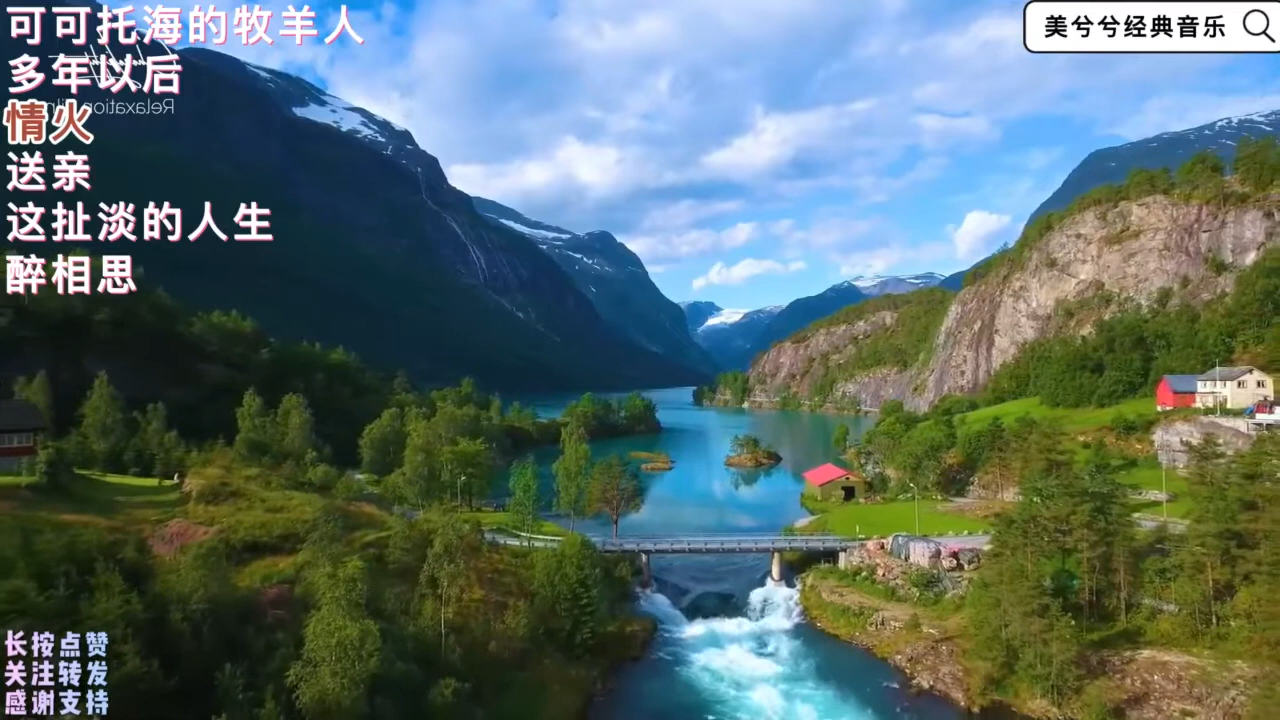 可可托海的牧羊人
多年以后
情火
送亲
这扯淡的人生
醉相思
美兮兮经典音乐
Relaxation Film
长按点赞
关注转发
感谢支持